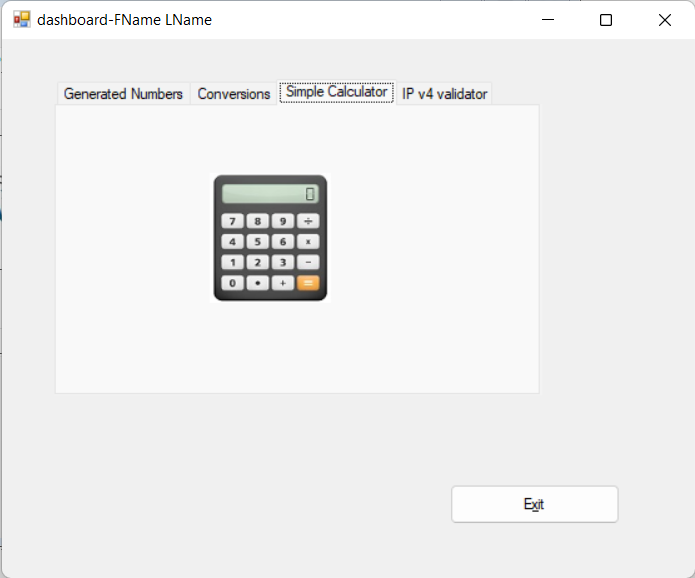 dashboard-FName LName
Generated Numbers Conversions Simple Calculator IP v4 validator
0
7 8 9 ÷
4 5 6 x
1 2 3 −
0 • + =
Exit